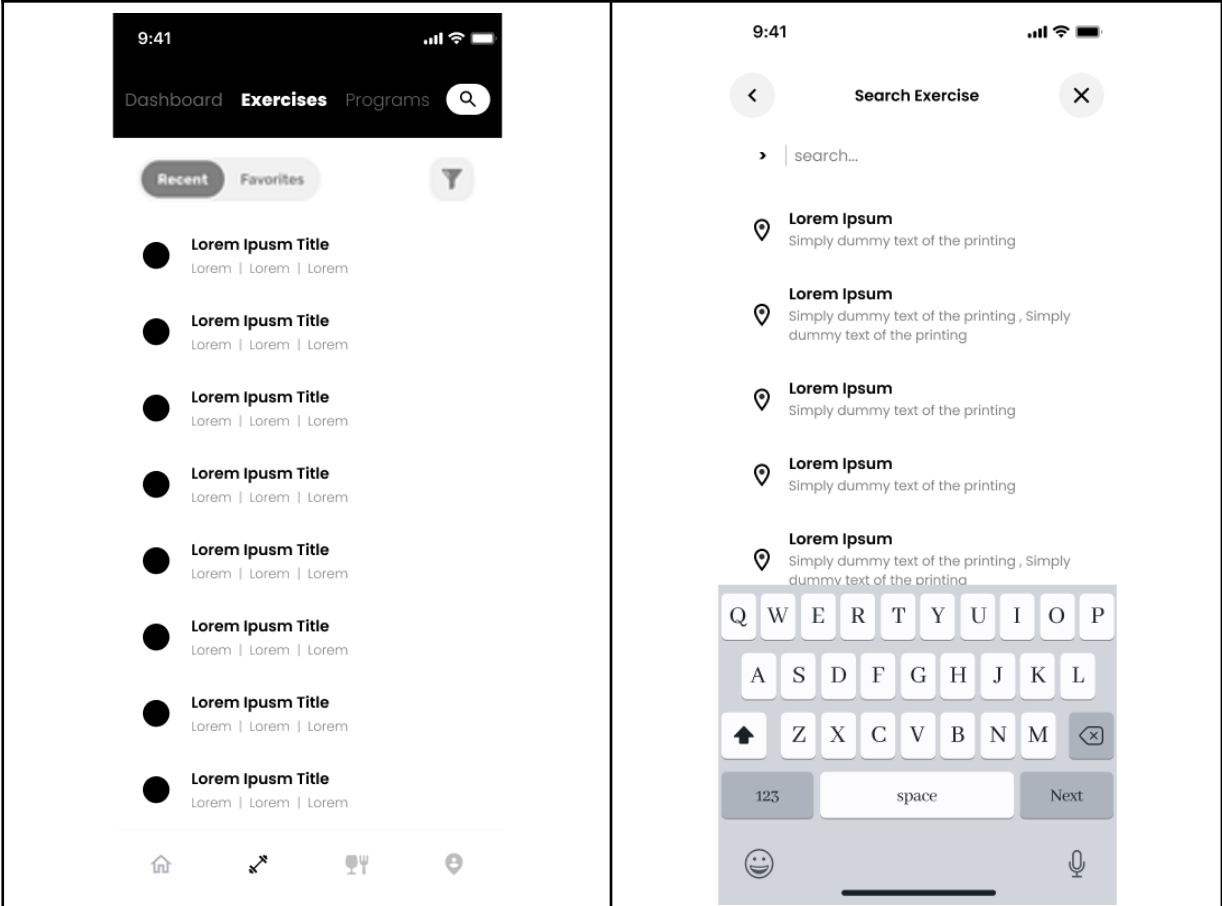 9:41
Dashboard Exercises Programs
Recent Favorites
Lorem Ipusm Title
Lorem | Lorem | Lorem
Lorem Ipusm Title
Lorem | Lorem | Lorem
Lorem Ipusm Title
Lorem | Lorem | Lorem
Lorem Ipusm Title
Lorem | Lorem | Lorem
Lorem Ipusm Title
Lorem | Lorem | Lorem
Lorem Ipusm Title
Lorem | Lorem | Lorem
Lorem Ipusm Title
Lorem | Lorem | Lorem
Lorem Ipusm Title
Lorem | Lorem | Lorem
9:41
Search Exercise
search...
Lorem Ipsum
Simply dummy text of the printing
Lorem Ipsum
Simply dummy text of the printing , Simply
dummy text of the printing
Lorem Ipsum
Simply dummy text of the printing
Lorem Ipsum
Simply dummy text of the printing
Lorem Ipsum
Simply dummy text of the printing , Simply
dummy text of the printing
Q W E R T Y U I O P
A S D F G H J K L
Z X C V B N M
123 space Next